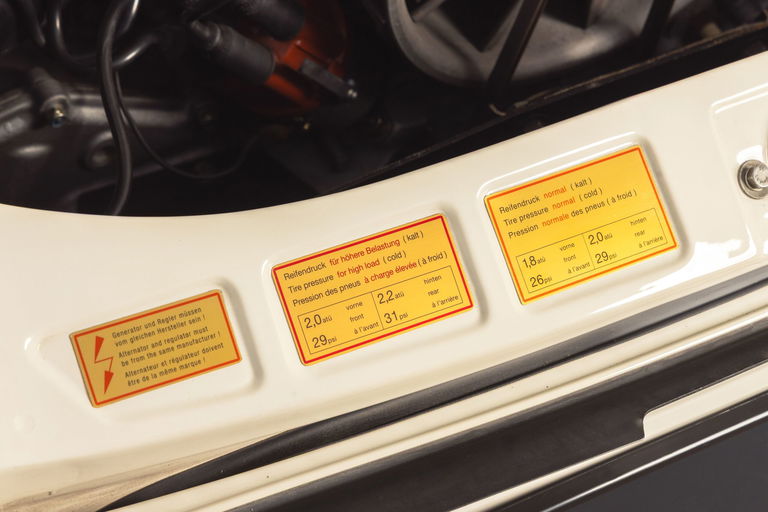 Generator und Regler müssen
vom gleichen Hersteller sein !
Alternator and regulator must
be from the same manufacturer !
Alternateur et régulateur doivent
être de la même marque !
Reifendruck für höhere Belastung (kalt)
Tire pressure for high load (cold)
Pression des pneus à charge élevée (à froid)
2,0 atü vorne 2,2 atü hinten
front rear
29 psi à l'avant 31 psi à l'arrière
Reifendruck normal (kalt)
Tire pressure normal (cold)
Pression normale des pneus (à froid)
1,8 atü vorne 2,0 atü hinten
front rear
26 psi à l'avant 29 psi à l'arrière